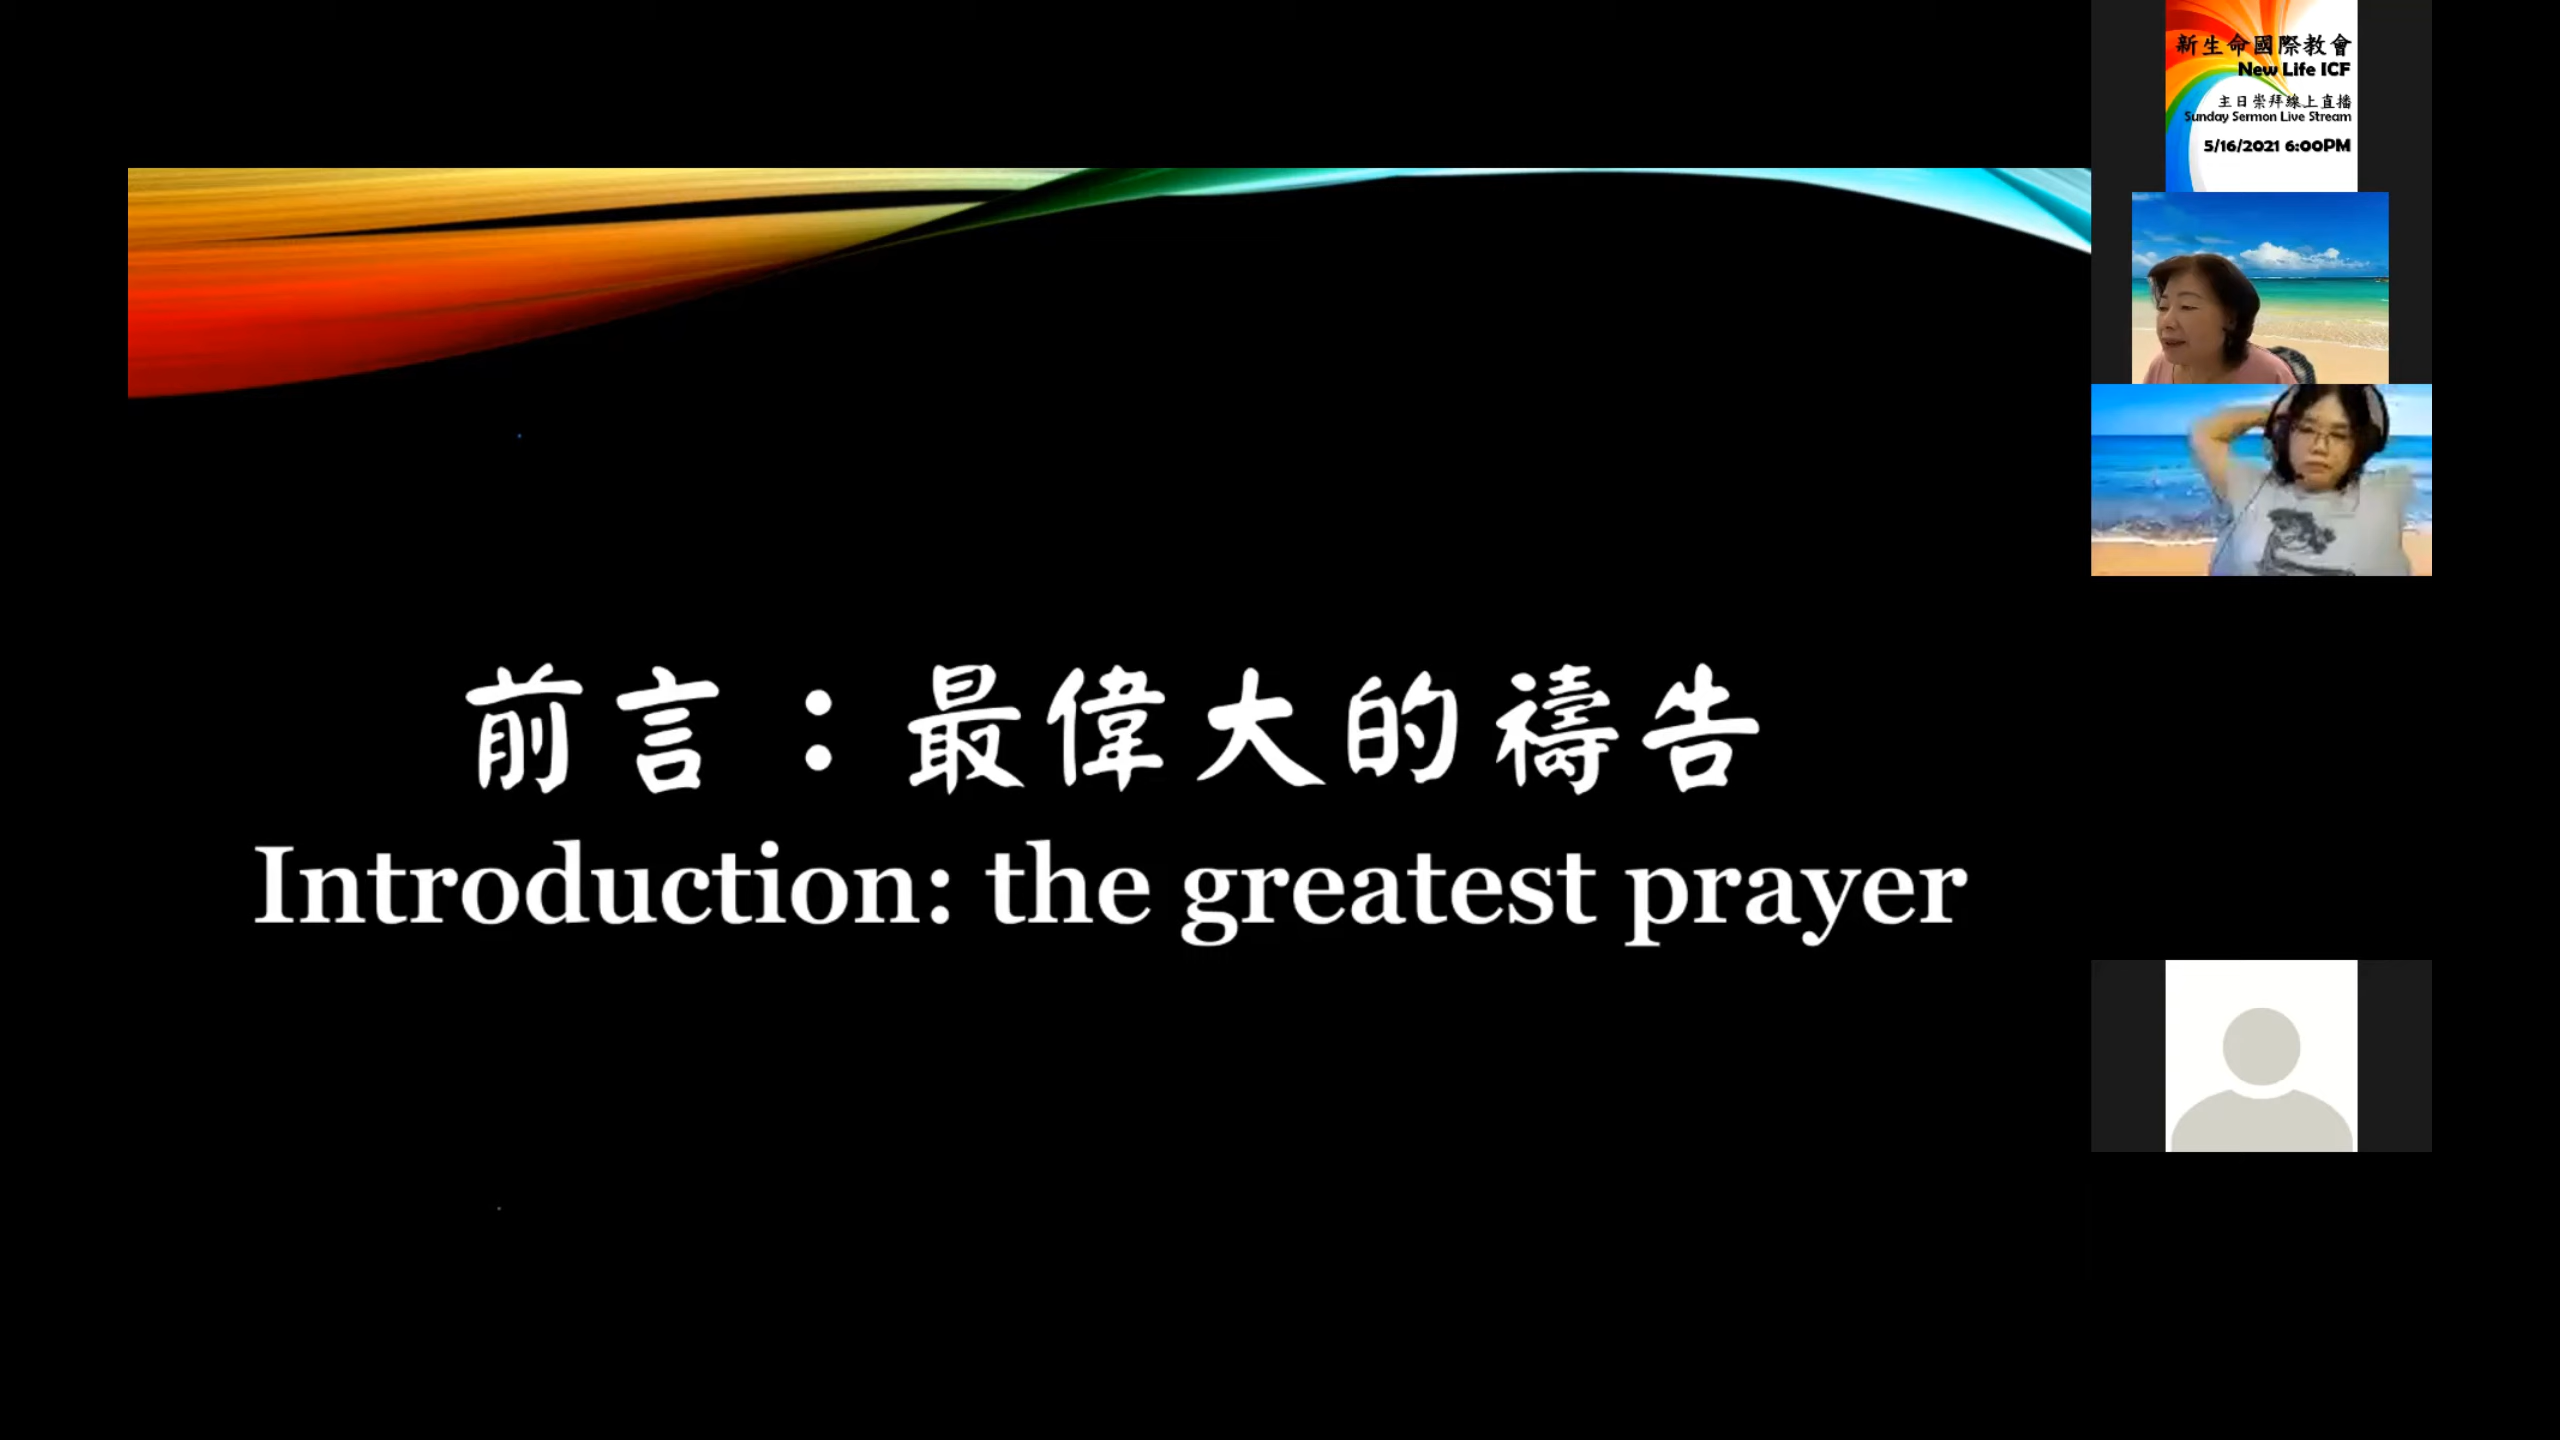 新生命國際教會
New Life ICF
主日崇拜線上直播
Sunday Sermon Live Stream
5/16/2021 6:00PM
前言：最偉大的禱告
Introduction: the greatest prayer